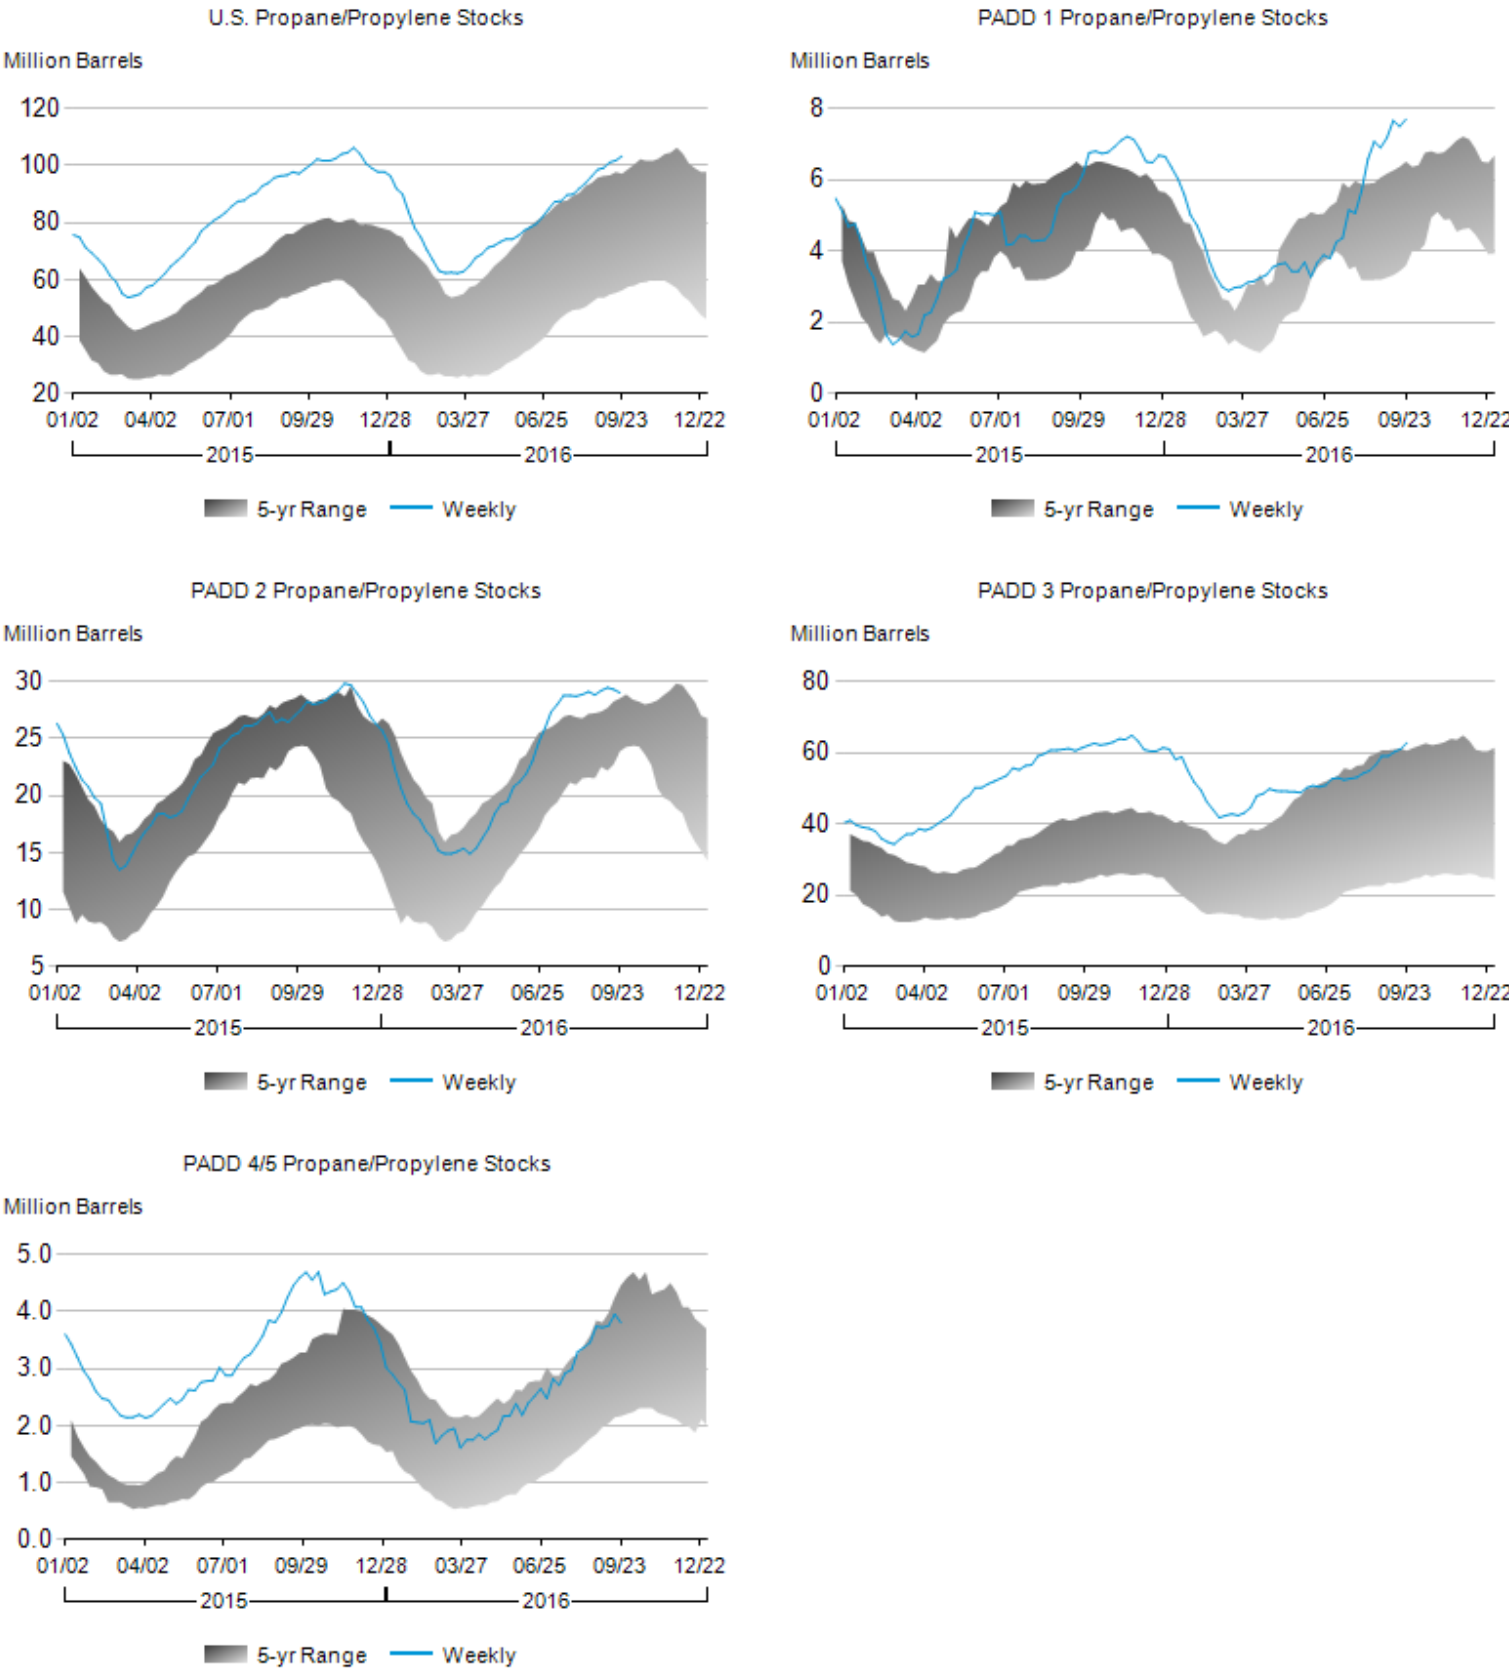 U.S. Propane/Propylene Stocks
Million Barrels
120
100
80
60
40
20
01/02 04/02 07/01 09/29 12/28 03/27 06/25 09/23 12/22
2015 2016
5-yr Range Weekly
PADD 1 Propane/Propylene Stocks
Million Barrels
8
6
4
2
0
01/02 04/02 07/01 09/29 12/28 03/27 06/25 09/23 12/22
2015 2016
5-yr Range Weekly
PADD 2 Propane/Propylene Stocks
Million Barrels
30
25
20
15
10
5
01/02 04/02 07/01 09/29 12/28 03/27 06/25 09/23 12/22
2015 2016
5-yr Range Weekly
PADD 3 Propane/Propylene Stocks
Million Barrels
80
60
40
20
0
01/02 04/02 07/01 09/29 12/28 03/27 06/25 09/23 12/22
2015 2016
5-yr Range Weekly
PADD 4/5 Propane/Propylene Stocks
Million Barrels
5.0
4.0
3.0
2.0
1.0
0.0
01/02 04/02 07/01 09/29 12/28 03/27 06/25 09/23 12/22
2015 2016
5-yr Range Weekly